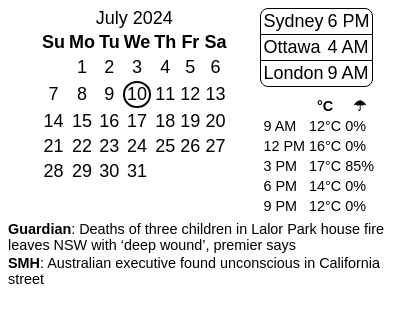 July 2024
Su Mo Tu We Th Fr Sa
1 2 3 4 5 6
7 8 9 10 11 12 13
14 15 16 17 18 19 20
21 22 23 24 25 26 27
28 29 30 31
Sydney 6 PM
Ottawa 4 AM
London 9 AM
°C ☂
9 AM 12°C 0%
12 PM 16°C 0%
3 PM 17°C 85%
6 PM 14°C 0%
9 PM 12°C 0%
Guardian: Deaths of three children in Lalor Park house fire
leaves NSW with ‘deep wound’, premier says
SMH: Australian executive found unconscious in California
street